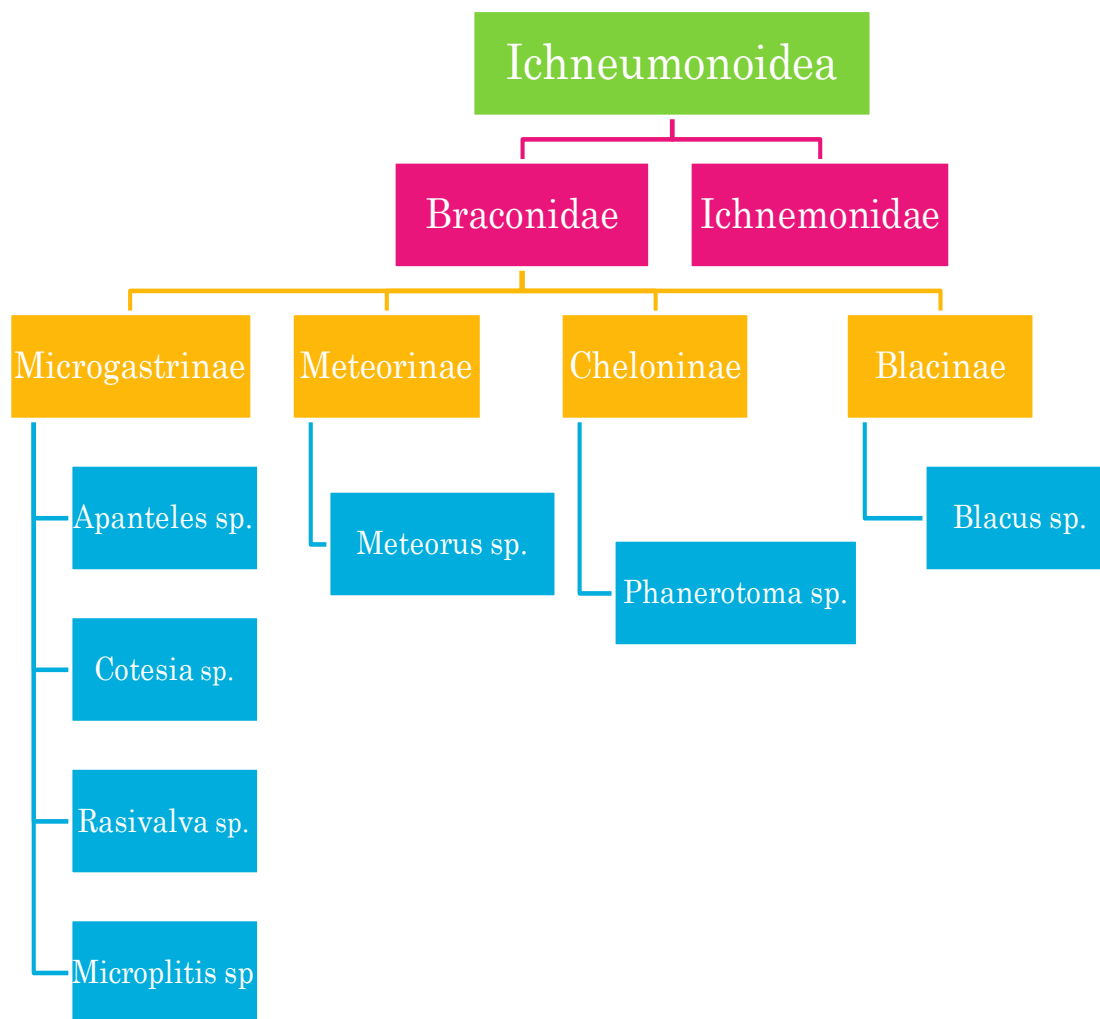 Ichneumonoidea
Braconidae
Ichnemonidae
Microgastrinae
Meteorinae
Cheloninae
Blacinae
Apanteles sp.
Cotesia sp.
Rasivalva sp.
Microplitis sp
Meteorus sp.
Phanerotoma sp.
Blacus sp.